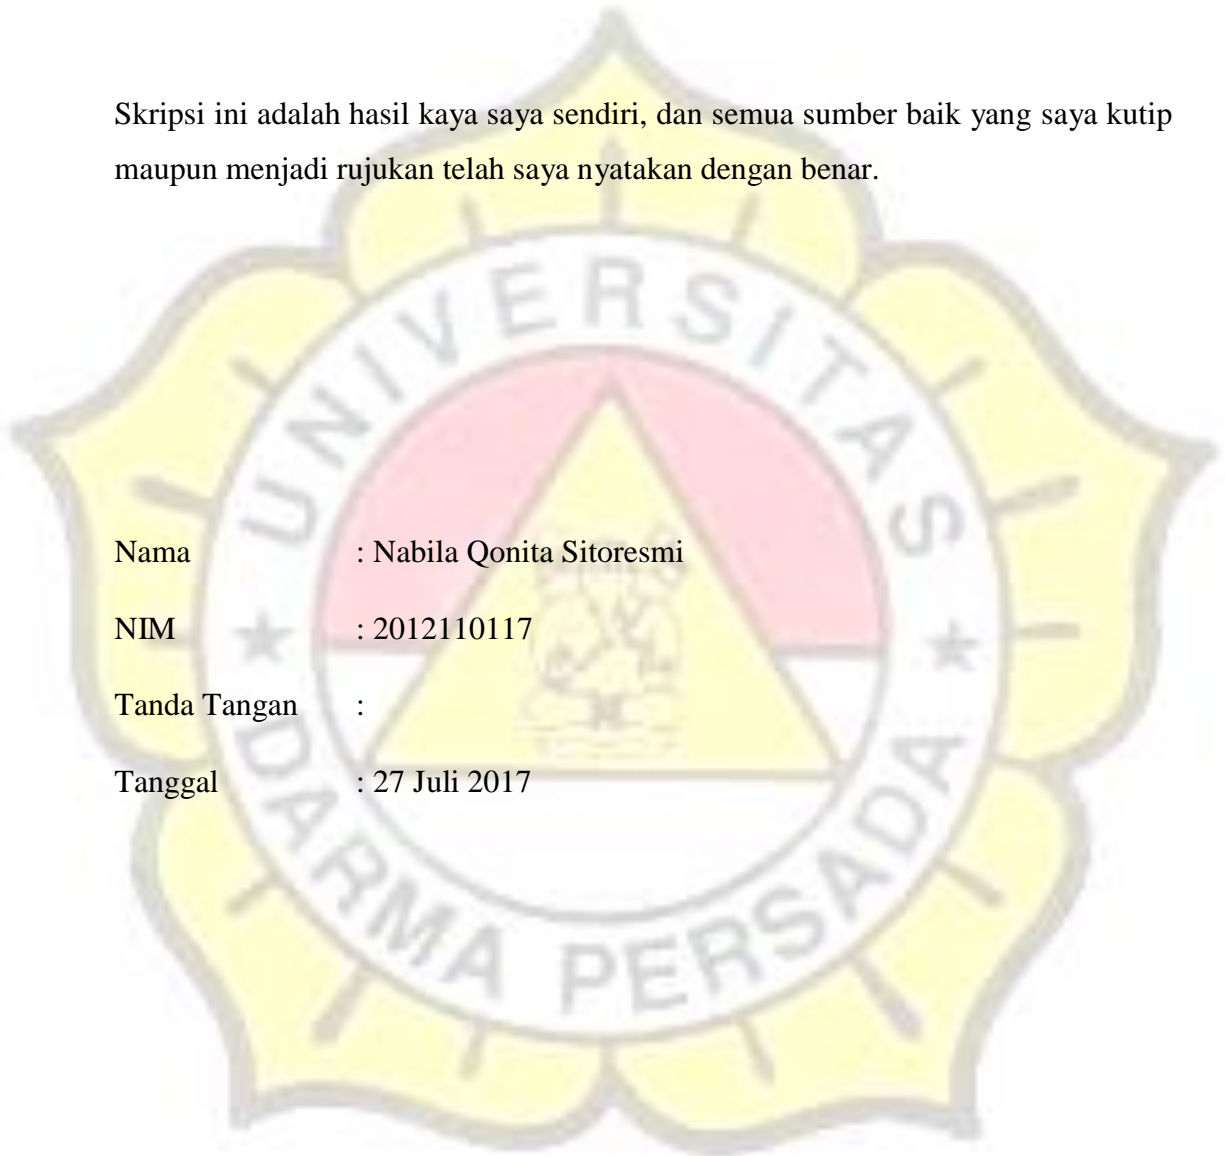 Skripsi ini adalah hasil kaya saya sendiri, dan semua sumber baik yang saya kutip
maupun menjadi rujukan telah saya nyatakan dengan benar.
UNIVERSITAS
Nama : Nabila Qonita Sitoresmi
NIM : 2012110117
Tanda Tangan :
Tanggal : 27 Juli 2017
DARMA PERSADA